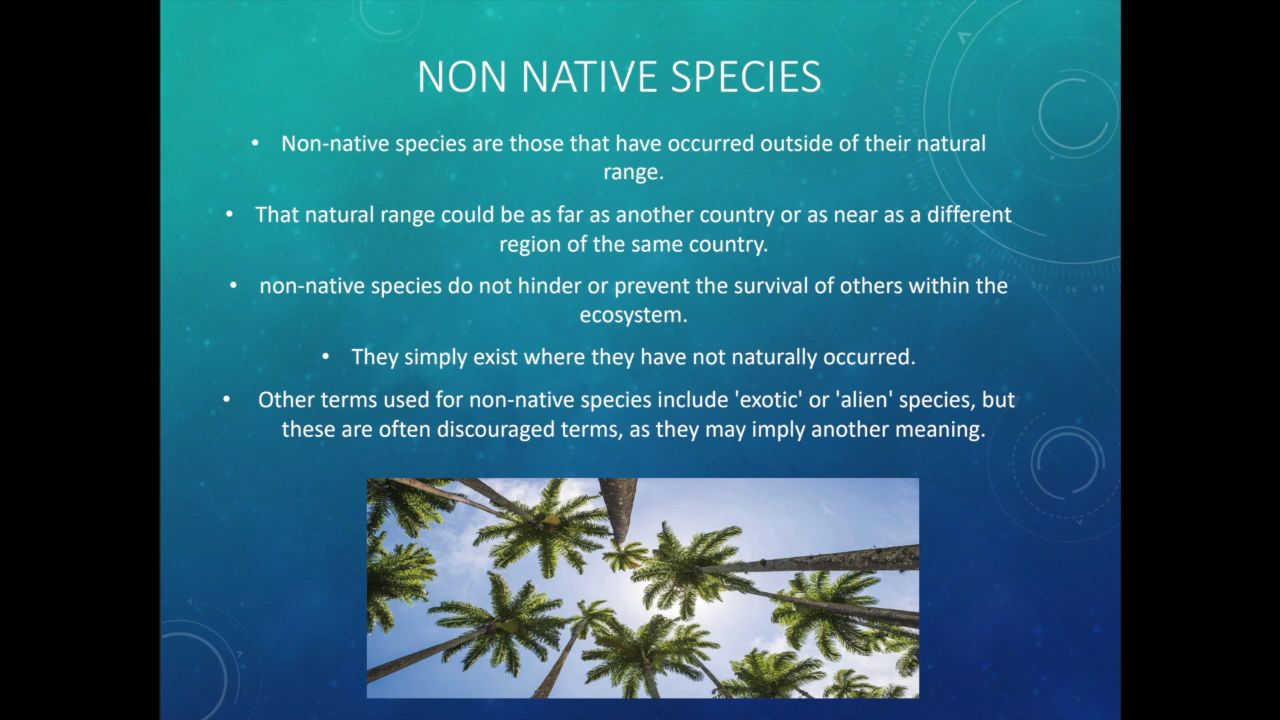 NON NATIVE SPECIES
• Non-native species are those that have occurred outside of their natural
range.
• That natural range could be as far as another country or as near as a different
region of the same country.
• non-native species do not hinder or prevent the survival of others within the
ecosystem.
• They simply exist where they have not naturally occurred.
• Other terms used for non-native species include 'exotic' or 'alien' species, but
these are often discouraged terms, as they may imply another meaning.